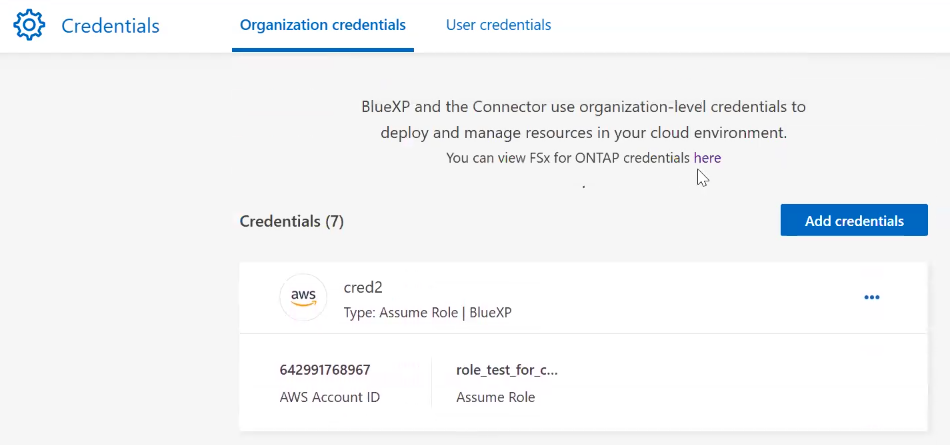 Credentials
Organization credentials
User credentials
BlueXP and the Connector use organization-level credentials to
deploy and manage resources in your cloud environment.
You can view FSx for ONTAP credentials here
.
Credentials (7)
Add credentials
aws
cred2
Type: Assume Role | BlueXP
642991768967
role_test_for_c...
AWS Account ID
Assume Role